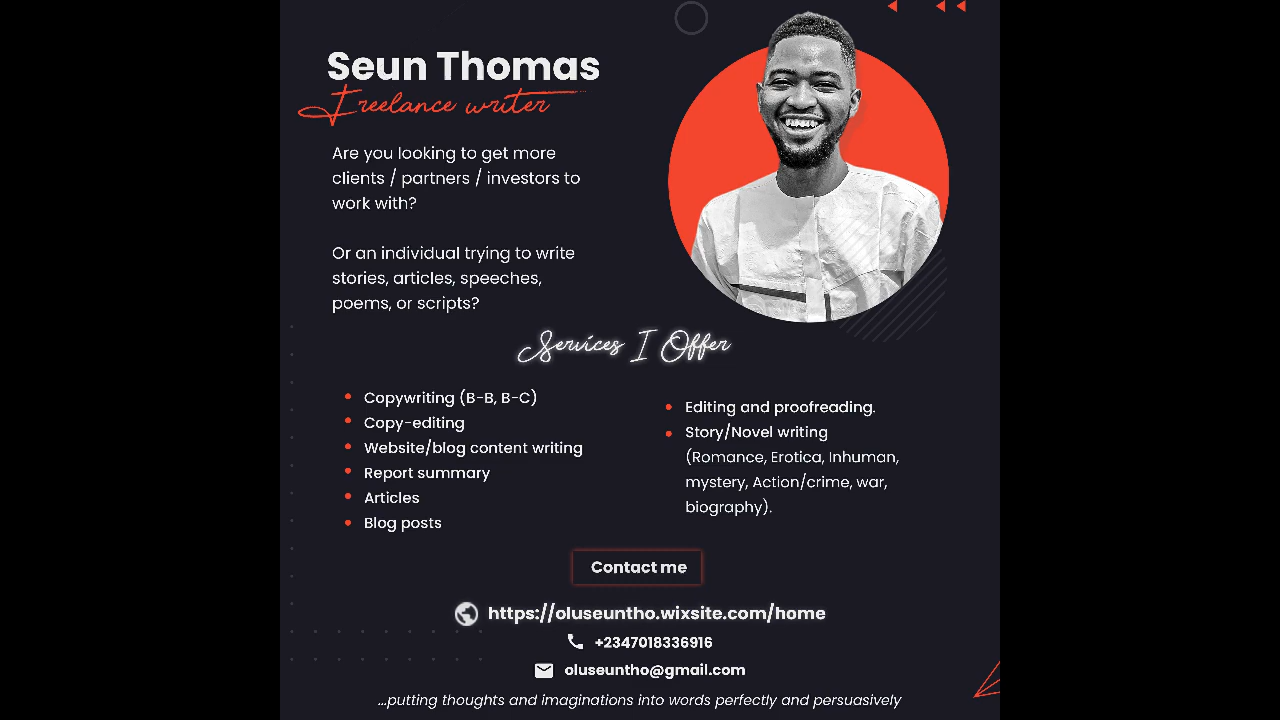 Seun Thomas
Freelance writer
Are you looking to get more
clients / partners / investors to
work with?
Or an individual trying to write
stories, articles, speeches,
poems, or scripts?
Services I Offer
Copywriting (B-B, B-C)
Copy-editing
Website/blog content writing
Report summary
Articles
Blog posts
Editing and proofreading.
Story/Novel writing
(Romance, Erotica, Inhuman,
mystery, Action/crime, war,
biography).
Contact me
https://oluseuntho.wixsite.com/home
+2347018336916
oluseuntho@gmail.com
...putting thoughts and imaginations into words perfectly and persuasively